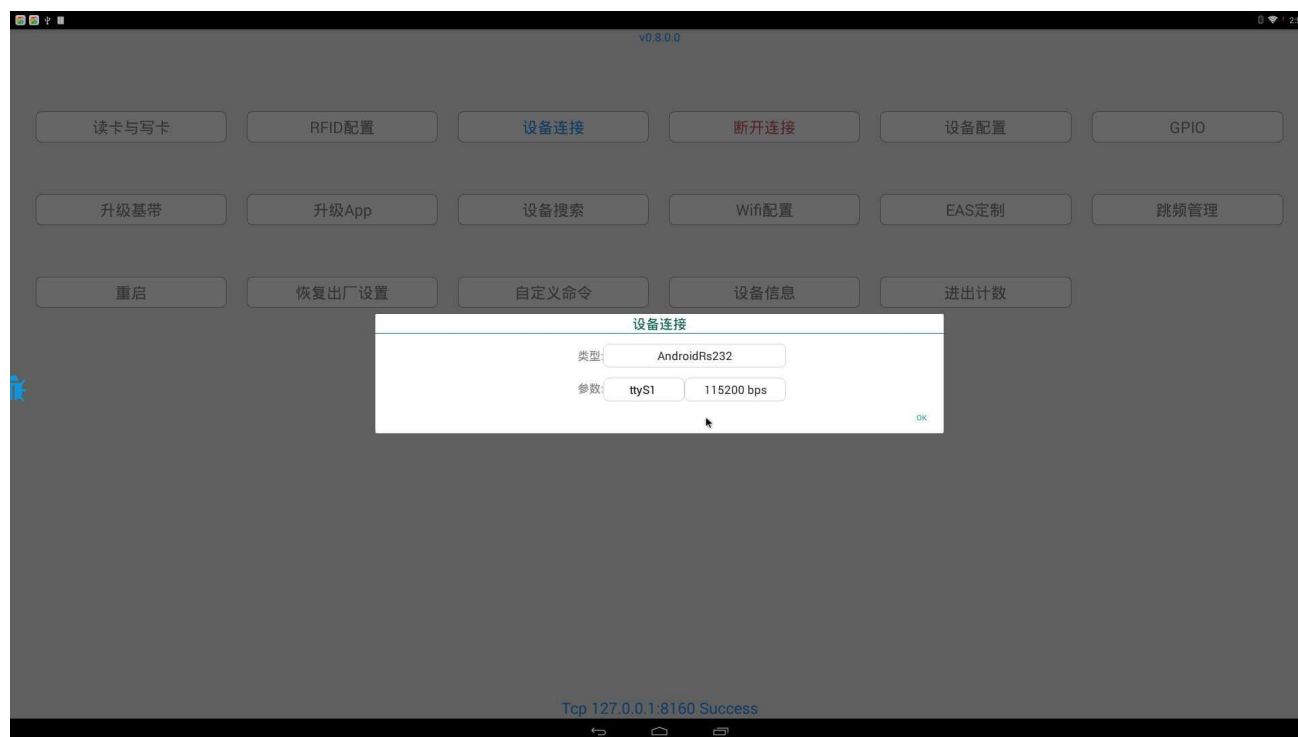 v0.8.0.0
读卡与写卡 RFID配置 设备连接 断开连接 设备配置 GPIO
升级基带 升级App 设备搜索 Wifi配置 EAS定制 跳频管理
重启 恢复出厂设置 自定义命令 设备信息 进出计数
设备连接
类型: AndroidRs232
参数: ttyS1 115200 bps
OK
Tcp 127.0.0.1:8160 Success